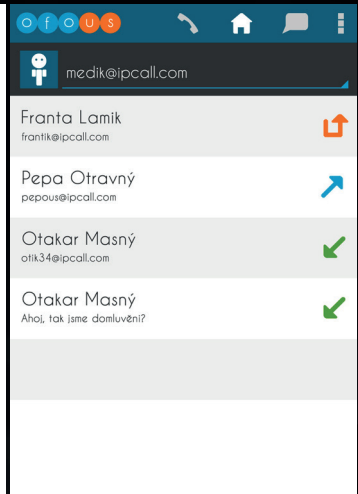 ofous
medik@ipcall.com
Franta Lamik
frantik@ipcall.com
Pepa Otravný
pepous@ipcall.com
Otakar Masný
otik34@ipcall.com
Otakar Masný
Ahoj, tak jsme domluvěni?